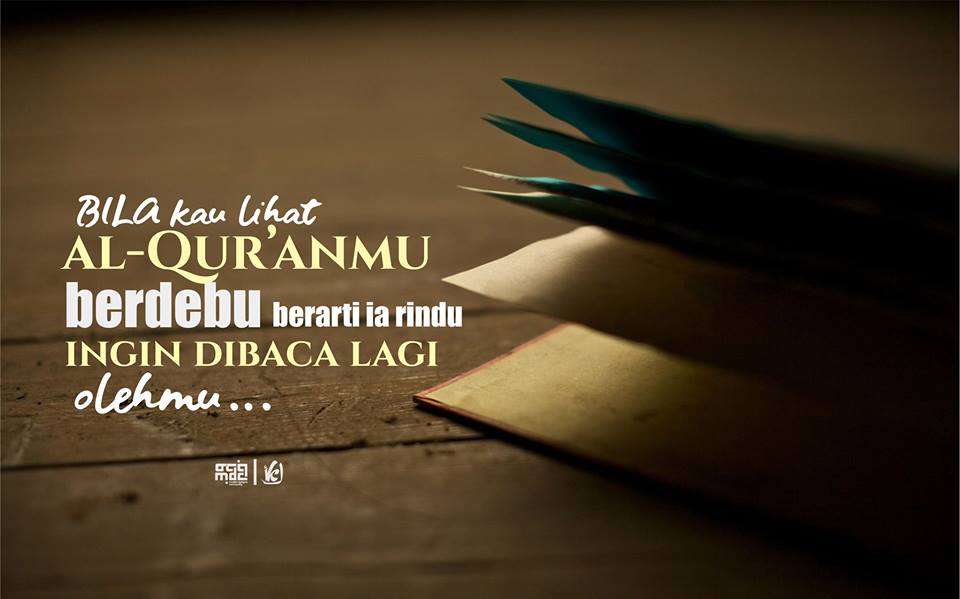 BILA kau lihat
AL-QUR'ANMU
berdebu berarti ia rindu
INGIN DIBACA LAGI
olehmu...